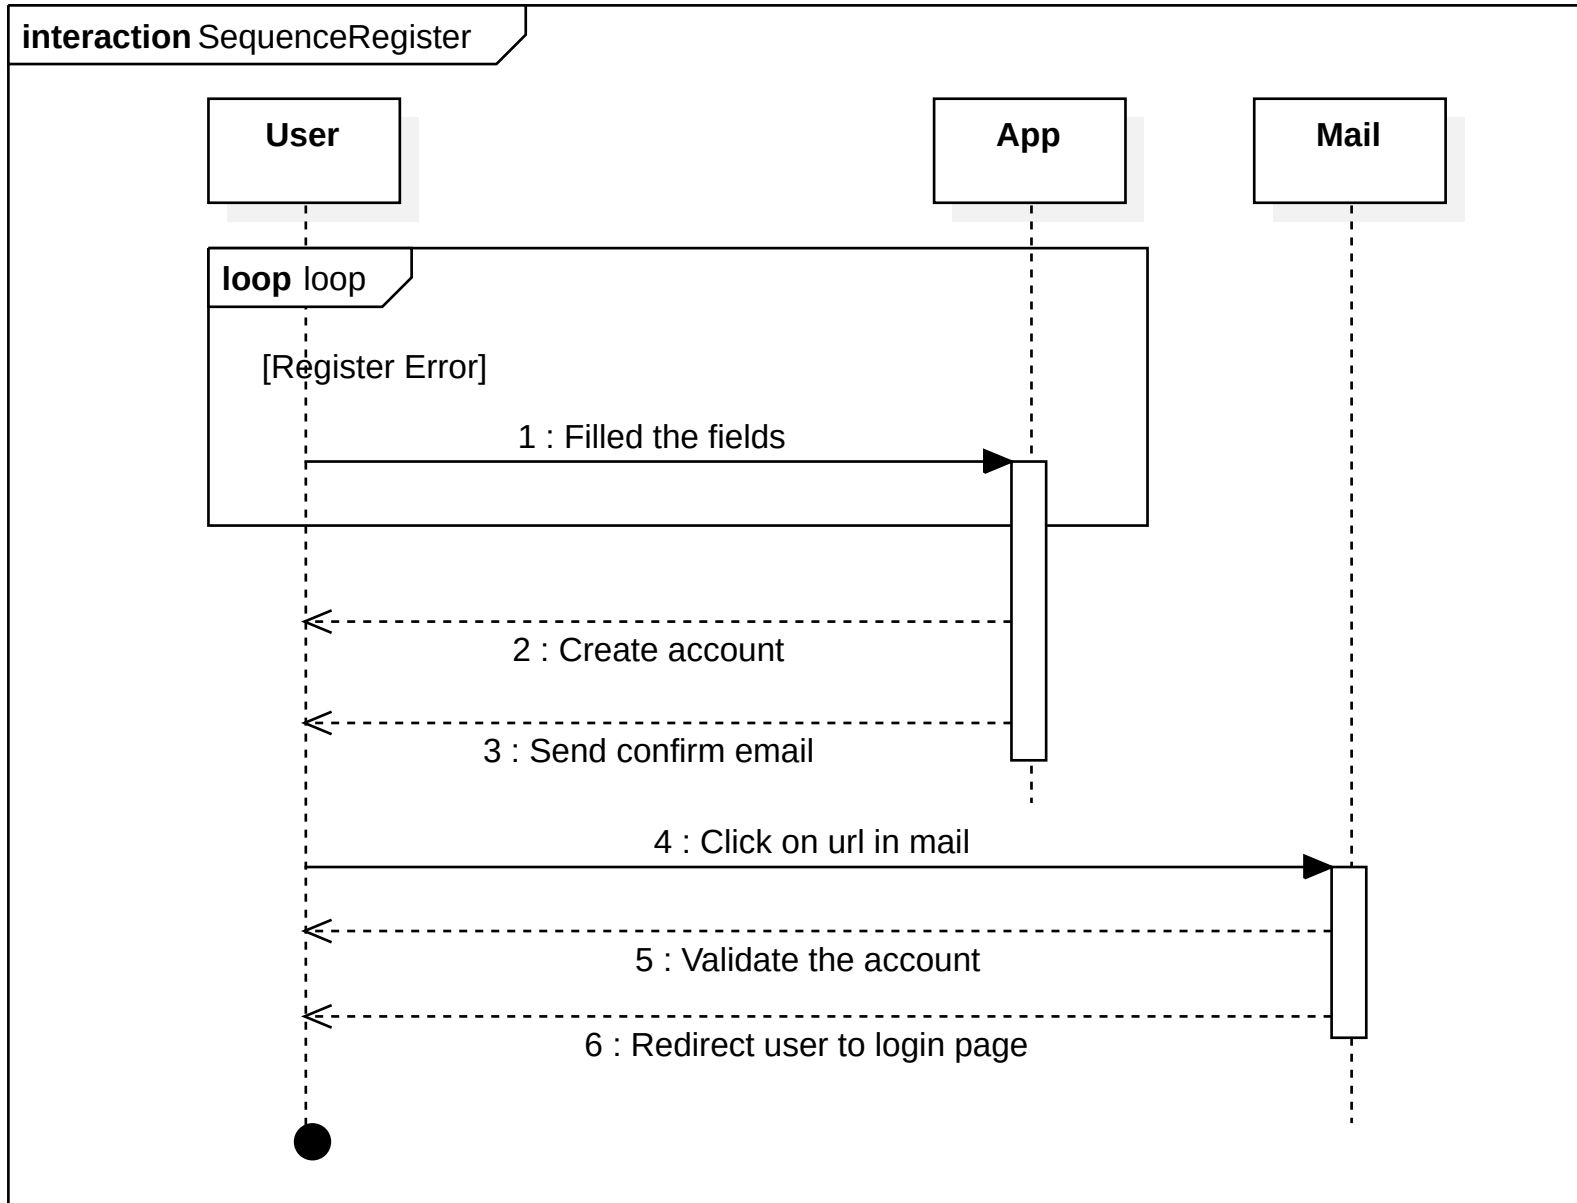 interaction SequenceRegister
User
App
Mail
loop loop
[Register Error]
1 : Filled the fields
2 : Create account
3 : Send confirm email
4 : Click on url in mail
5 : Validate the account
6 : Redirect user to login page